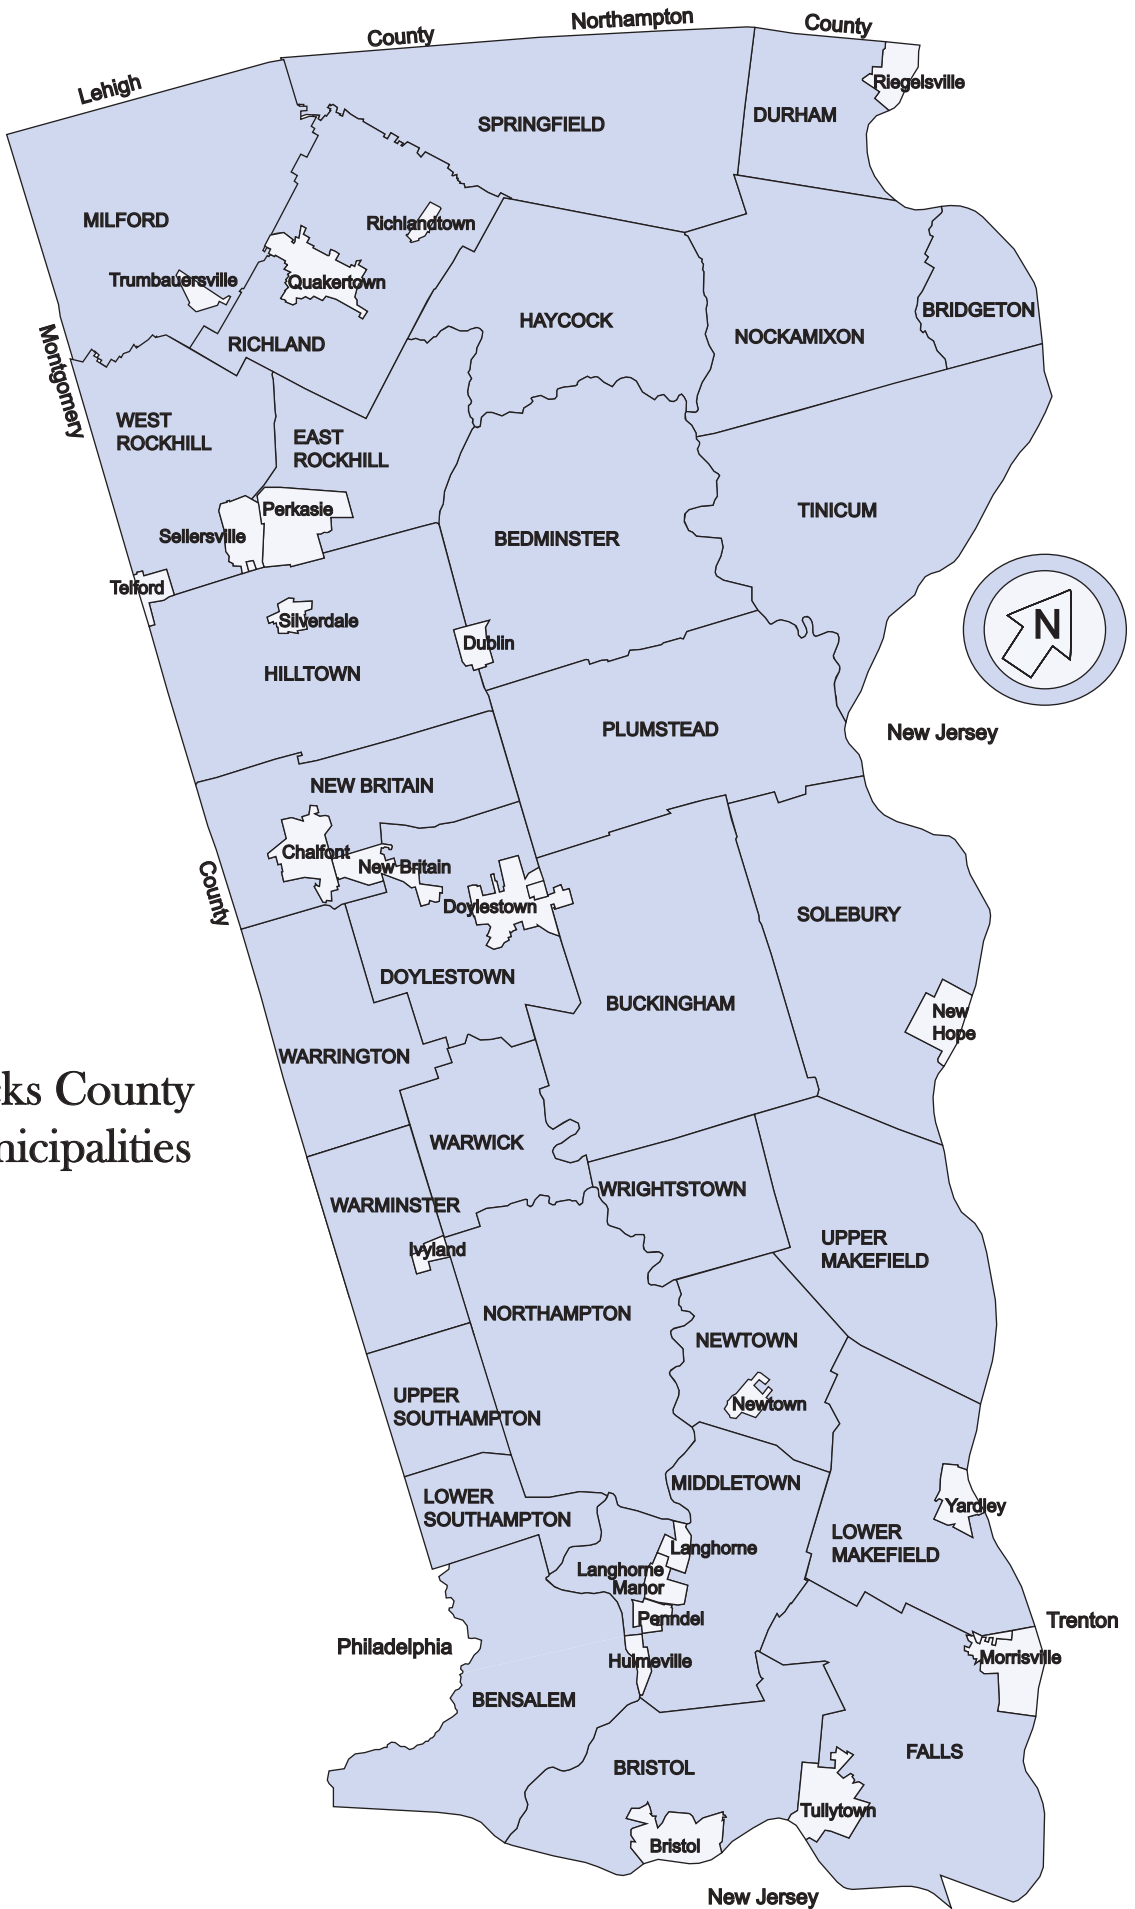 Northampton
County
County
Lehigh
Riegelsville
DURHAM
SPRINGFIELD
MILFORD
Richlandtown
Trumbauersville
Quakertown
BRIDGETON
HAYCOCK
NOCKAMIXON
RICHLAND
Montgomery
WEST
ROCKHILL
EAST
ROCKHILL
Perkasie
TINICUM
Sellersville
BEDMINSTER
Telford
Silverdale
N
Dublin
HILLTOWN
PLUMSTEAD
New Jersey
NEW BRITAIN
Chalfont
New Britain
County
Doylestown
SOLEBURY
DOYLESTOWN
BUCKINGHAM
New
Hope
WARRINGTON
cks County
nicipalities
WARWICK
WRIGHTSTOWN
WARMINSTER
UPPER
MAKEFIELD
Ivyland
NORTHAMPTON
NEWTOWN
UPPER
SOUTHAMPTON
Newtown
MIDDLETOWN
LOWER
SOUTHAMPTON
Yardley
LOWER
MAKEFIELD
Langhorne
Langhorne
Manor
Penndel
Trenton
Philadelphia
Hulmeville
Morrisville
BENSALEM
FALLS
BRISTOL
Tullytown
Bristol
New Jersey